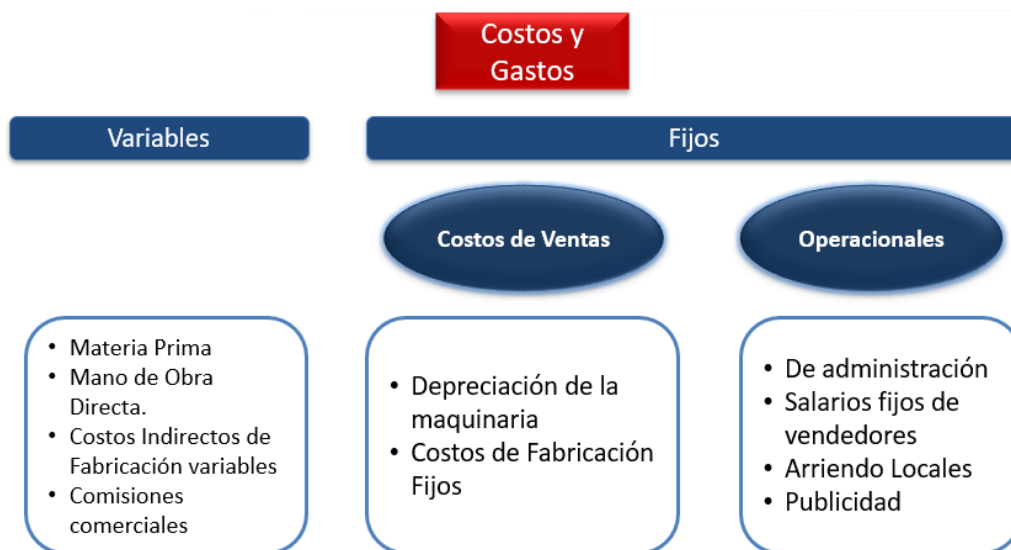 Costos y
Gastos
Variables
Fijos
Costos de Ventas
Operacionales
• Materia Prima
• Mano de Obra
Directa.
• Costos Indirectos de
Fabricación variables
• Comisiones
comerciales
• Depreciación de la
maquinaria
• Costos de Fabricación
Fijos
• De administración
• Salarios fijos de
vendedores
• Arriendo Locales
• Publicidad